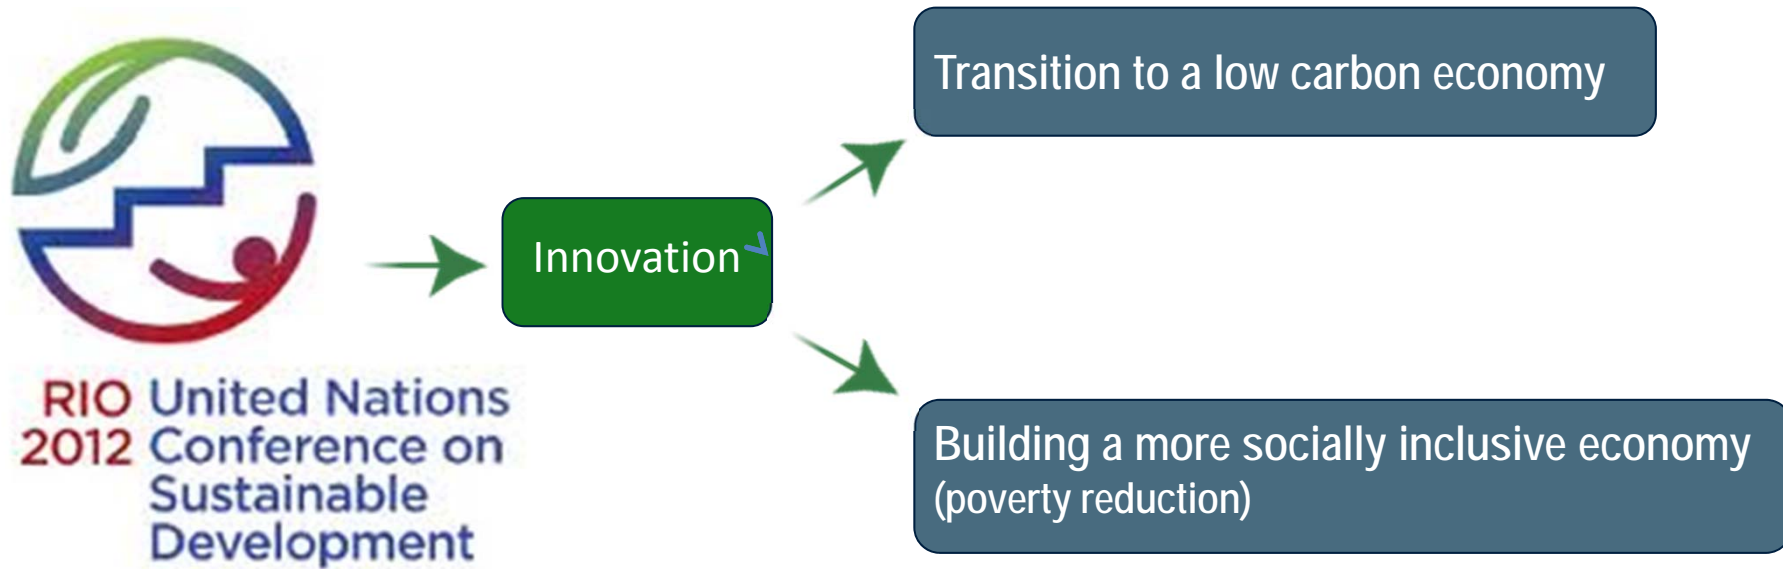 Transition to a low carbon economy
Innovation
RIO United Nations
2012 Conference on
Sustainable
Development
Building a more socially inclusive economy
(poverty reduction)